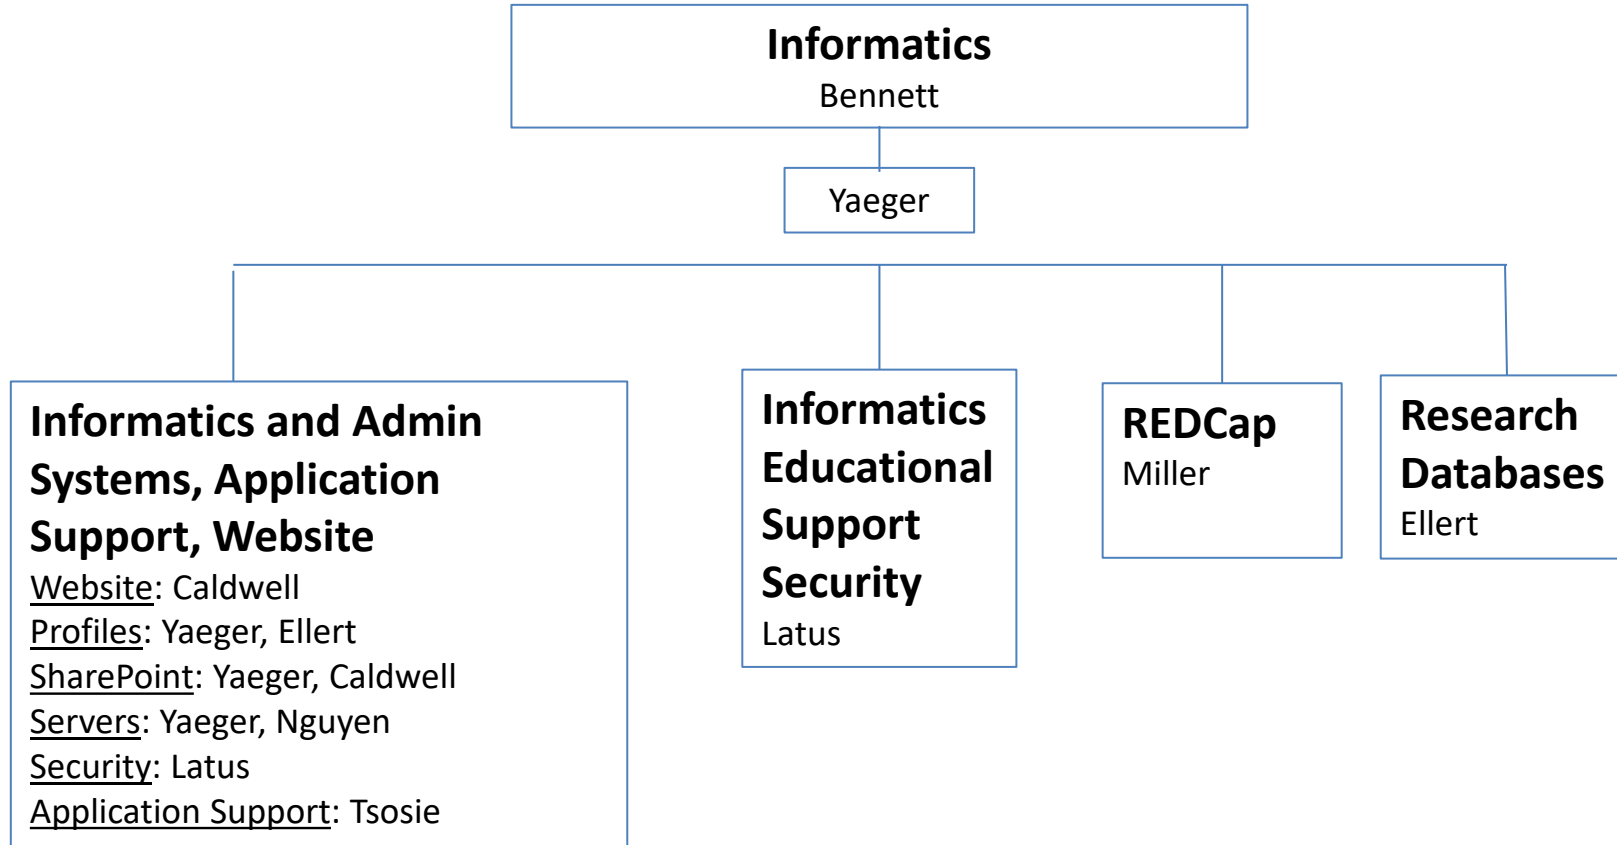 Informatics
Bennett
Yaeger
Informatics and Admin
Systems, Application
Support, Website
Website: Caldwell
Profiles: Yaeger, Ellert
SharePoint: Yaeger, Caldwell
Servers: Yaeger, Nguyen
Security: Latus
Application Support: Tsosie
Informatics
Educational
Support
Security
Latus
REDCap
Miller
Research
Databases
Ellert